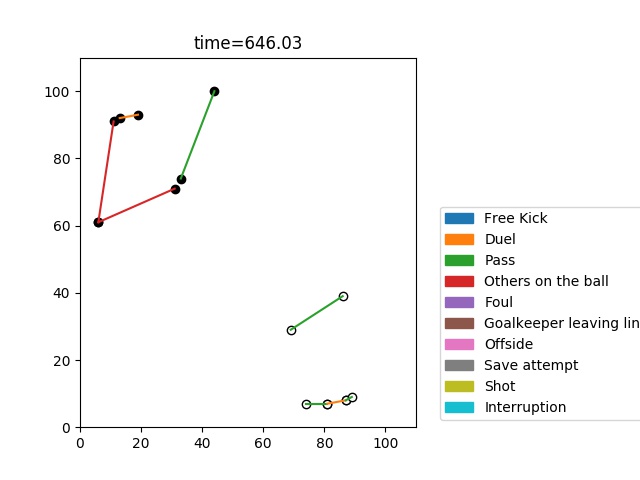 time=646.03
100
80
60
40
20
0
0 20 40 60 80 100
Free Kick
Duel
Pass
Others on the ball
Foul
Goalkeeper leaving lin
Offside
Save attempt
Shot
Interruption